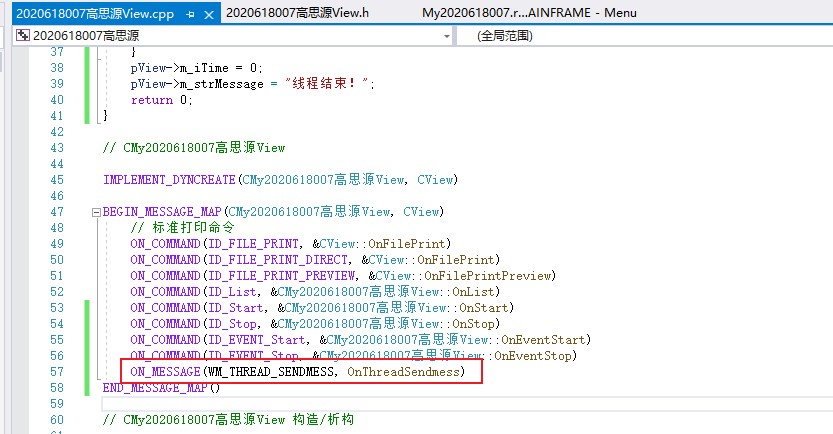 2020618007高思源View.cpp
2020618007高思源View.h
My2020618007.r...AINFRAME - Menu
2020618007高思源
(全局范围)
37 }
38 pView->m_iTime = 0;
39 pView->m_strMessage = "线程结束！";
40 return 0;
41 }
42
43 // CMy2020618007高思源View
44
45 IMPLEMENT_DYNCREATE(CMy2020618007高思源View, CView)
46
47 BEGIN_MESSAGE_MAP(CMy2020618007高思源View, CView)
48 // 标准打印命令
49 ON_COMMAND(ID_FILE_PRINT, &CView::OnFilePrint)
50 ON_COMMAND(ID_FILE_PRINT_DIRECT, &CView::OnFilePrint)
51 ON_COMMAND(ID_FILE_PRINT_PREVIEW, &CView::OnFilePrintPreview)
52 ON_COMMAND(ID_List, &CMy2020618007高思源View::OnList)
53 ON_COMMAND(ID_Start, &CMy2020618007高思源View::OnStart)
54 ON_COMMAND(ID_Stop, &CMy2020618007高思源View::OnStop)
55 ON_COMMAND(ID_EVENT_Start, &CMy2020618007高思源View::OnEventStart)
56 ON_COMMAND(ID_EVENT_Stop, &CMy2020618007高思源View::OnEventStop)
57 ON_MESSAGE(WM_THREAD_SENDMESS, OnThreadSendmess)
58 END_MESSAGE_MAP()
59
60 // CMy2020618007高思源View 构造/析构